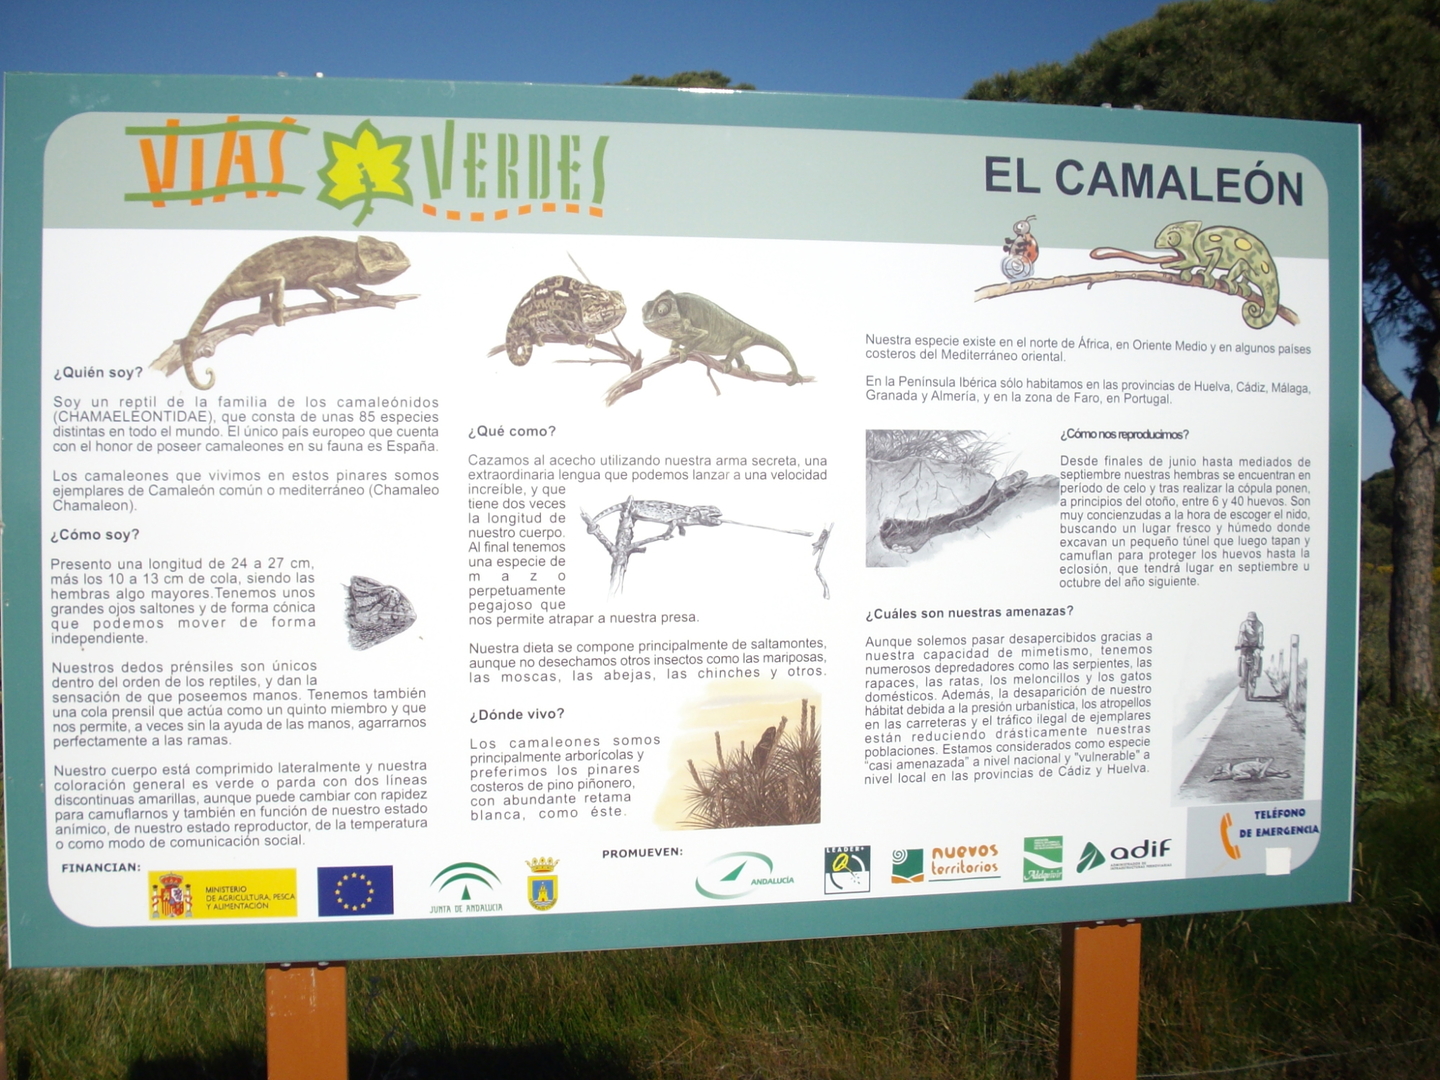 VIAS VERDES
EL CAMALEÓN
¿Quién soy?
Soy un reptil de la familia de los camaleónidos
(CHAMAELEONTIDAE), que consta de unas 85 especies
distintas en todo el mundo. El único país europeo que cuenta
con el honor de poseer camaleones en su fauna es España.
Los camaleones que vivimos en estos pinares somos
ejemplares de Camaleón común o mediterráneo (Chamaleo
Chamaleon).
¿Cómo soy?
Presento una longitud de 24 a 27 cm,
más los 10 a 13 cm de cola, siendo las
hembras algo mayores.Tenemos unos
grandes ojos saltones y de forma cónica
que podemos mover de forma
independiente.
Nuestros dedos prénsiles son únicos
dentro del orden de los reptiles, y dan la
sensación de que poseemos manos. Tenemos también
una cola prensil que actúa como un quinto miembro y que
nos permite, a veces sin la ayuda de las manos, agarrarnos
perfectamente a las ramas.
Nuestro cuerpo está comprimido lateralmente y nuestra
coloración general es verde o parda con dos líneas
discontinuas amarillas, aunque puede cambiar con rapidez
para camuflarnos y también en función de nuestro estado
anímico, de nuestro estado reproductor, de la temperatura
o como modo de comunicación social.
¿Qué como?
Cazamos al acecho utilizando nuestra arma secreta, una
extraordinaria lengua que podemos lanzar a una velocidad
increíble, y que
tiene dos veces
la longitud de
nuestro cuerpo.
Al final tenemos
una especie de
mazo
perpetuamente
pegajoso que
nos permite atrapar a nuestra presa.
Nuestra dieta se compone principalmente de saltamontes,
aunque no desechamos otros insectos como las mariposas,
las moscas, las abejas, las chinches y otros.
¿Dónde vivo?
Los camaleones somos
principalmente arborícolas y
preferimos los pinares
costeros de pino piñonero,
con abundante retama
blanca, como éste.
Nuestra especie existe en el norte de África, en Oriente Medio y en algunos países
costeros del Mediterráneo oriental.
En la Península Ibérica sólo habitamos en las provincias de Huelva, Cádiz, Málaga,
Granada y Almería, y en la zona de Faro, en Portugal.
¿Cómo nos reproducimos?
Desde finales de junio hasta mediados de
septiembre nuestras hembras se encuentran en
período de celo y tras realizar la cópula ponen,
a principios del otoño, entre 6 y 40 huevos. Son
muy concienzudas a la hora de escoger el nido,
buscando un lugar fresco y húmedo donde
excavan un pequeño túnel que luego tapan y
camuflan para proteger los huevos hasta la
eclosión, que tendrá lugar en septiembre u
octubre del año siguiente.
¿Cuáles son nuestras amenazas?
Aunque solemos pasar desapercibidos gracias a
nuestra capacidad de mimetismo, tenemos
numerosos depredadores como las serpientes, las
rapaces, las ratas, los meloncillos y los gatos
domésticos. Además, la desaparición de nuestro
hábitat debida a la presión urbanística, los atropellos
en las carreteras y el tráfico ilegal de ejemplares
están reduciendo drásticamente nuestras
poblaciones. Estamos considerados como especie
"casi amenazada" a nivel nacional y "vulnerable" a
nivel local en las provincias de Cádiz y Huelva.
FINANCIAN:
MINISTERIO
DE AGRICULTURA, PESCA
Y ALIMENTACIÓN
JUNTA DE ANDALUCIA
PROMUEVEN:
ANDALUCÍA
LEADER+
nuevos
territorios
Adelquivir
adif
TELÉFONO
DE EMERGENCIA